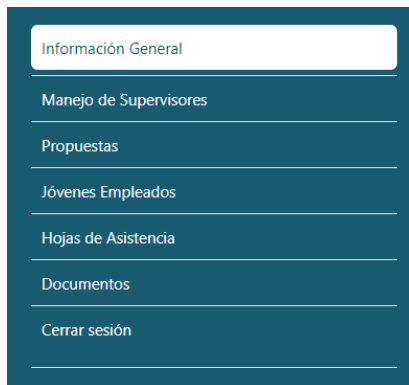 Información General
Manejo de Supervisores
Propuestas
Jóvenes Empleados
Hojas de Asistencia
Documentos
Cerrar sesión